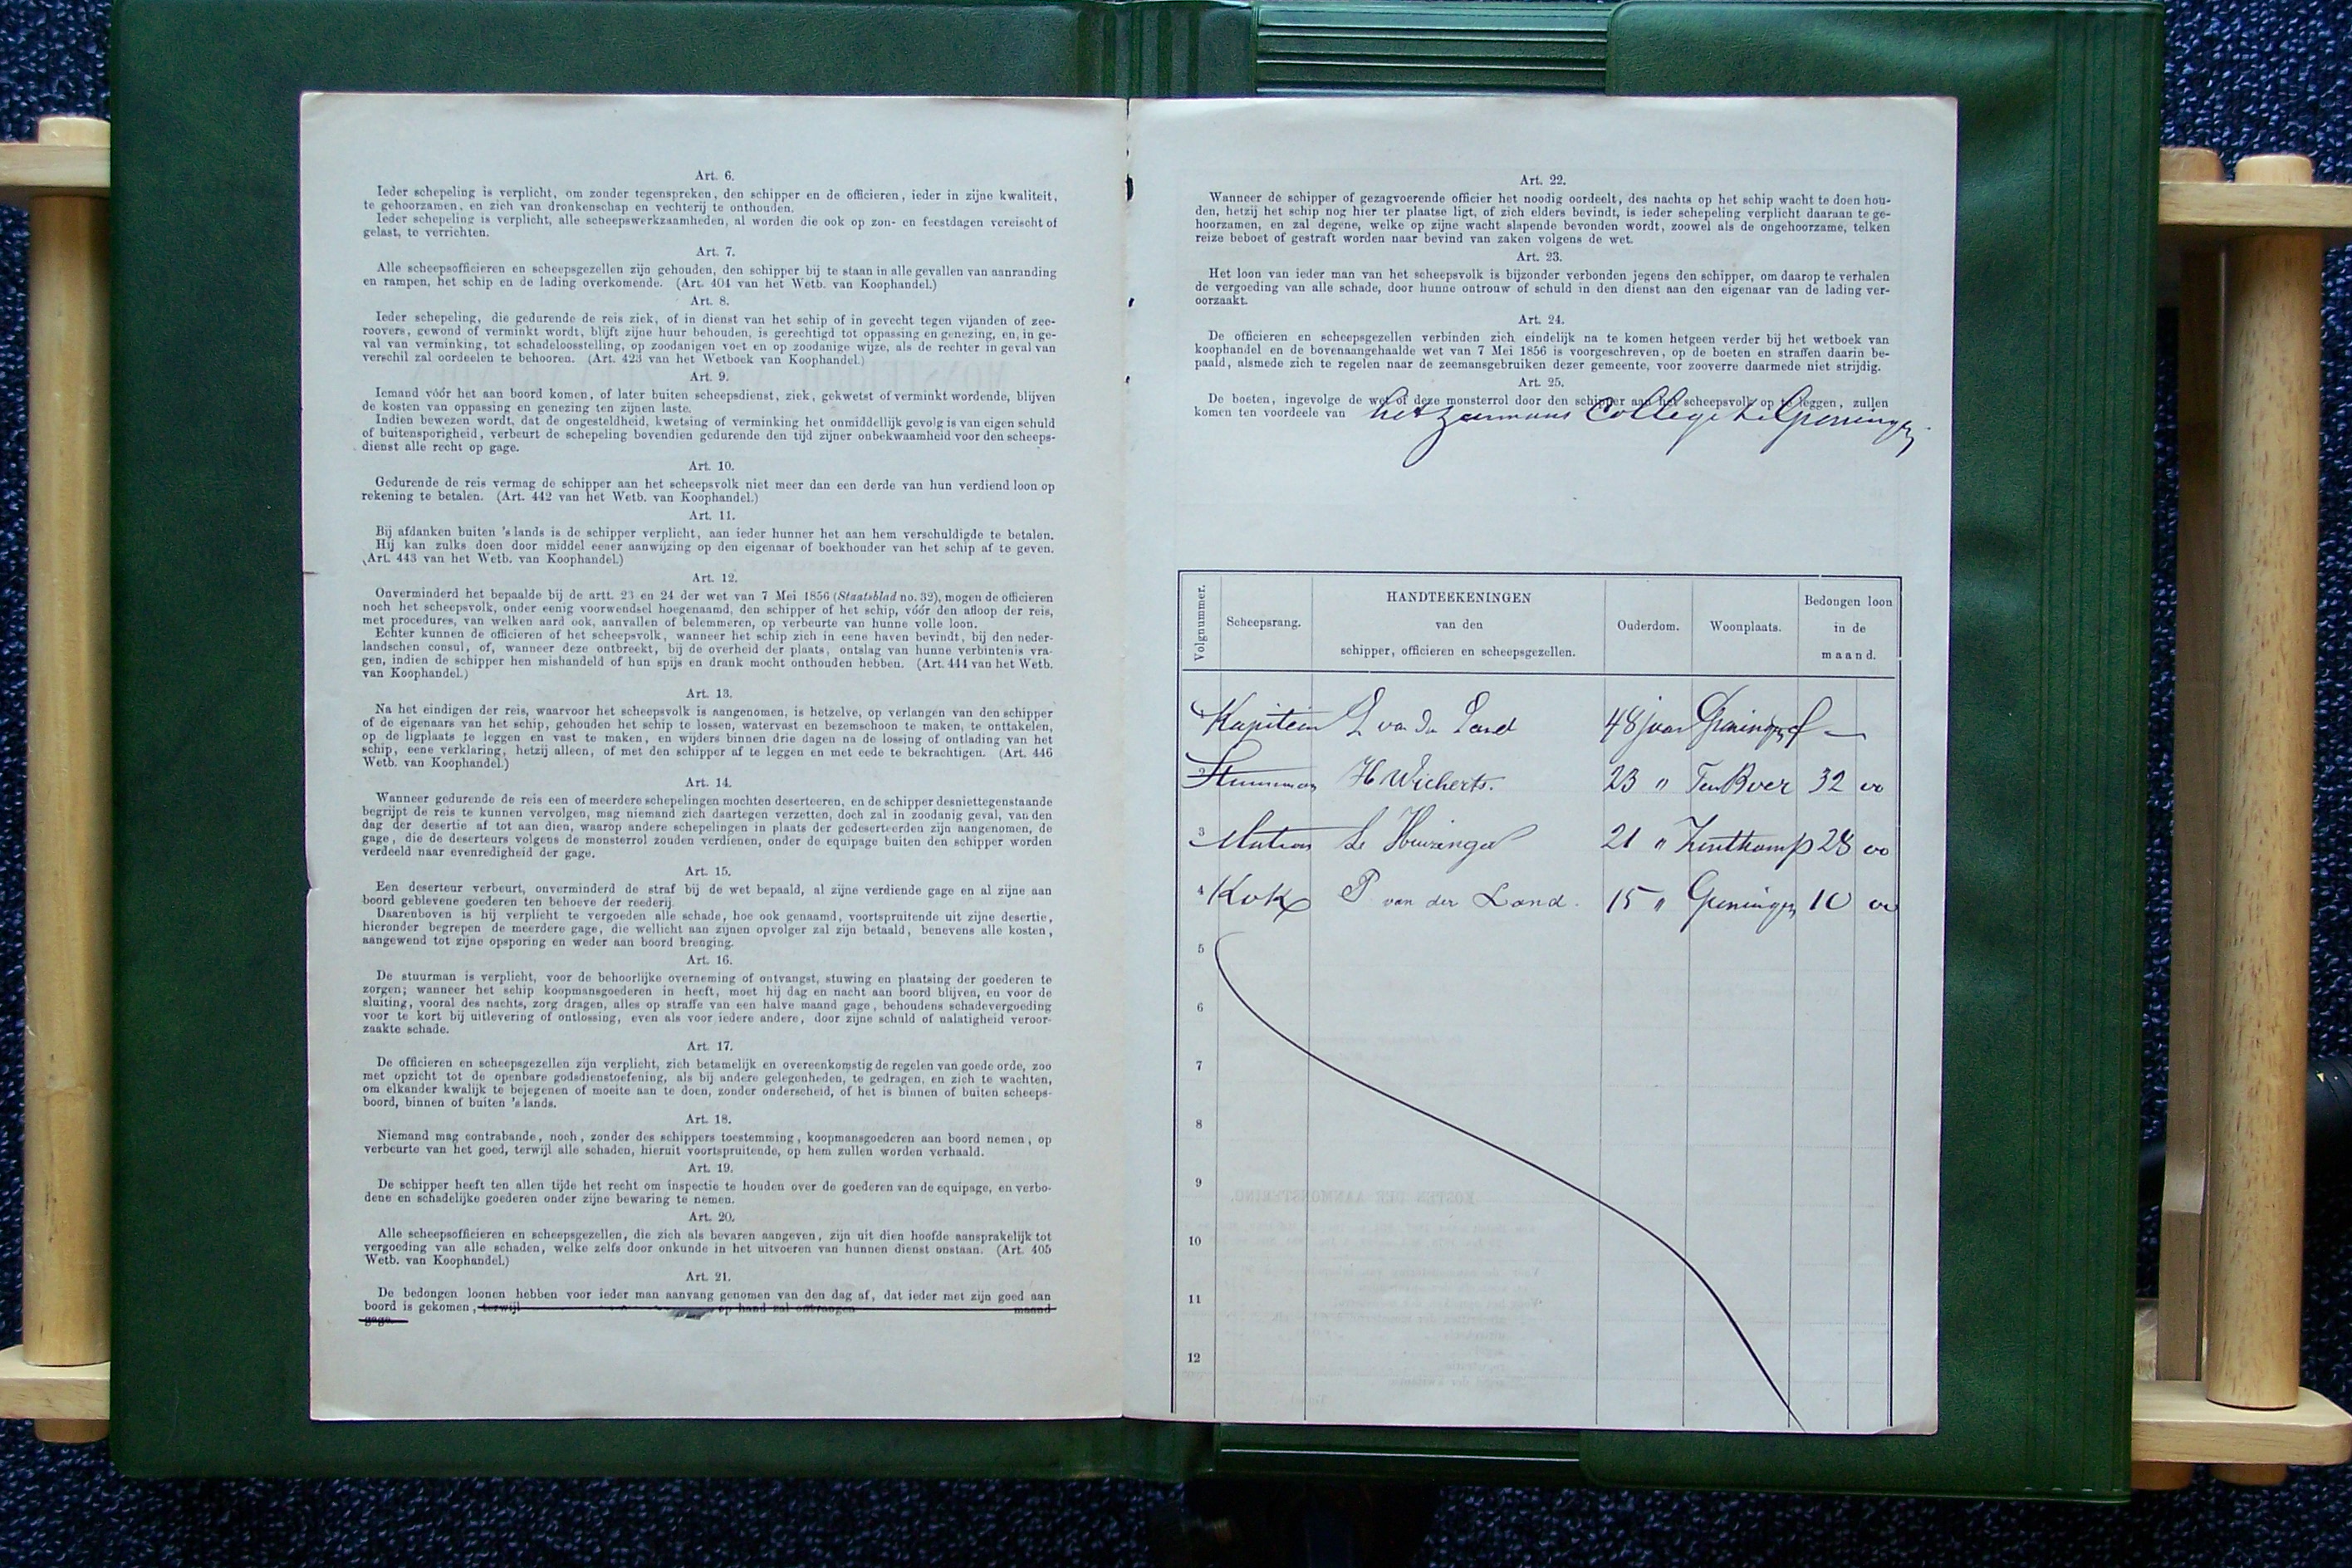 Art. 6.
Ieder schepeling is verplicht, om zonder tegenspreken, den schipper en de officieren, ieder in zijne kwaliteit,
te gehoorzamen, en zich van dronkenschap en vechterij te onthouden.
Ieder schepeling is verplicht, alle scheepswerkzaamheden, al worden die ook op zon- en feestdagen vereischt of
gelast, te verrichten.
Art. 7.
Alle scheepsofficieren en scheepsgezellen zijn gehouden, den schipper bij te staan in alle gevallen van aanranding
en rampen, het schip en de lading overkomende. (Art. 404 van het Wetb. van Koophandel.)
Art. 8.
Ieder schepeling, die gedurende de reis ziek, of in dienst van het schip of in gevecht tegen vijanden of zee-
roovers, gewond of verminkt wordt, blijft zijne huur behouden, is gerechtigd tot oppassing en genezing, en, in ge-
val van verminking, tot schadeloosstelling, op zoodanigen voet en op zoodanige wijze, als de rechter in geval van
verschil zal oordeelen te behooren. (Art. 423 van het Wetboek van Koophandel.)
Art. 9.
Iemand vóór het aan boord komen, of later buiten scheepsdienst, ziek, gekwetst of verminkt wordende, blijven
de kosten van oppassing en genezing ten zijnen laste.
Indien bewezen wordt, dat de ongesteldheid, kwetsing of verminking het onmiddellijk gevolg is van eigen schuld
of buitensporigheid, verbeurt de schepeling bovendien gedurende den tijd zijner onbekwaamheid voor den scheeps-
dienst alle recht op gage.
Art. 10.
Gedurende de reis vermag de schipper aan het scheepsvolk niet meer dan een derde van hun verdiend loon op
rekening te betalen. (Art. 442 van het Wetb. van Koophandel.)
Art. 11.
Bij afdanken buiten 's lands is de schipper verplicht, aan ieder hunner het aan hem verschuldigde te betalen.
Hij kan zulks doen door middel eener aanwijzing op den eigenaar of boekhouder van het schip af te geven.
(Art. 443 van het Wetb. van Koophandel.)
Art. 12.
Onverminderd het bepaalde bij de artt. 23 en 24 der wet van 7 Mei 1856 (Staatsblad no. 32), mogen de officieren
noch het scheepsvolk, onder eenig voorwendsel hoegenaamd, den schipper of het schip, vóór den afloop der reis,
met procedures, van welken aard ook, aanvallen of belemmeren, op verbeurte van hunne volle loon.
Echter kunnen de officieren of het scheepsvolk, wanneer het schip zich in eene haven bevindt, bij den neder-
landschen consul, of, wanneer deze ontbreekt, bij de overheid der plaats, ontslag van hunne verbintenis vra-
gen, indien de schipper hen mishandeld of hun spijs en drank mocht onthouden hebben. (Art. 444 van het Wetb.
van Koophandel.)
Art. 13.
Na het eindigen der reis, waarvoor het scheepsvolk is aangenomen, is hetzelve, op verlangen van den schipper
of de eigenaars van het schip, gehouden het schip te lossen, watervast en bezemschoon te maken, te onttakelen,
op de ligplaats te leggen en vast te maken, en wijders binnen drie dagen na de lossing of ontlading van het
schip, eene verklaring, hetzij alleen, of met den schipper af te leggen en met eede te bekrachtigen. (Art. 446
Wetb. van Koophandel.)
Art. 14.
Wanneer gedurende de reis een of meerdere schepelingen mochten deserteeren, en de schipper desniettegenstaande
begrijpt de reis te kunnen vervolgen, mag niemand zich daartegen verzetten, doch zal in zoodanig geval, van den
dag der desertie af tot aan dien, waarop andere schepelingen in plaats der gedeserteerden zijn aangenomen, de
gage, die de deserteurs volgens de monsterrol zouden verdienen, onder de equipage buiten den schipper worden
verdeeld naar evenredigheid der gage.
Art. 15.
Een deserteur verbeurt, onverminderd de straf bij de wet bepaald, al zijne verdiende gage en al zijne aan
boord geblevene goederen ten behoeve der reederij.
Daarenboven is hij verplicht te vergoeden alle schade, hoe ook genaamd, voortspruitende uit zijne desertie,
hieronder begrepen de meerdere gage, die wellicht aan zijnen opvolger zal zijn betaald, benevens alle kosten,
aangewend tot zijne opsporing en weder aan boord brenging.
Art. 16.
De stuurman is verplicht, voor de behoorlijke overneming of ontvangst, stuwing en plaatsing der goederen te
zorgen; wanneer het schip koopmansgoederen in heeft, moet hij dag en nacht aan boord blijven, en voor de
sluiting, vooral des nachts, zorg dragen, alles op straffe van een halve maand gage, behoudens schadevergoeding
voor te kort bij uitlevering of ontlossing, even als voor iedere andere, door zijne schuld of nalatigheid veroor-
zaakte schade.
Art. 17.
De officieren en scheepsgezellen zijn verplicht, zich betamelijk en overeenkomstig de regelen van goede orde, zoo
met opzicht tot de openbare godsdienstoefening, als bij andere gelegenheden, te gedragen, en zich te wachten,
om elkander kwalijk te bejegenen of moeite aan te doen, zonder onderscheid, of het is binnen of buiten scheeps-
boord, binnen of buiten 's lands.
Art. 18.
Niemand mag contrabande, noch, zonder des schippers toestemming, koopmansgoederen aan boord nemen, op
verbeurte van het goed, terwijl alle schaden, hieruit voortspruitende, op hem zullen worden verhaald.
Art. 19.
De schipper heeft ten allen tijde het recht om inspectie te houden over de goederen van de equipage, en verbo-
dene en schadelijke goederen onder zijne bewaring te nemen.
Art. 20.
Alle scheepsofficieren en scheepsgezellen, die zich als bevaren aangeven, zijn uit dien hoofde aansprakelijk tot
vergoeding van alle schaden, welke zelfs door onkunde in het uitvoeren van hunnen dienst onstaan. (Art. 405
Wetb. van Koophandel.)
Art. 21.
De bedongen loonen hebben voor ieder man aanvang genomen van den dag af, dat ieder met zijn goed aan
boord is gekomen, terwijl op hand zal ontvangen maand
gage.
Art. 22.
Wanneer de schipper of gezagvoerende officier het noodig oordeelt, des nachts op het schip wacht te doen hou-
den, hetzij het schip nog hier ter plaatse ligt, of zich elders bevindt, is ieder schepeling verplicht daaraan te ge-
hoorzamen, en zal degene, welke op zijne wacht slapende bevonden wordt, zoowel als de ongehoorzame, telken
reize beboet of gestraft worden naar bevind van zaken volgens de wet.
Art. 23.
Het loon van ieder man van het scheepsvolk is bijzonder verbonden jegens den schipper, om daarop te verhalen
de vergoeding van alle schade, door hunne ontrouw of schuld in den dienst aan den eigenaar van de lading ver-
oorzaakt.
Art. 24.
De officieren en scheepsgezellen verbinden zich eindelijk na te komen hetgeen verder bij het wetboek van
koophandel en de bovenaangehaalde wet van 7 Mei 1856 is voorgeschreven, op de boeten en straffen daarin be-
paald, alsmede zich te regelen naar de zeemansgebruiken dezer gemeente, voor zooverre daarmede niet strijdig.
Art. 25.
De boeten, ingevolge de wet of deze monsterrol door den schipper aan het scheepsvolk op te leggen, zullen
komen ten voordeele van het Zeemans College te Groningen
Volgnummer. Scheepsrang. HANDTEEKENINGEN van den schipper, officieren en scheepsgezellen. Ouderdom. Woonplaats. Bedongen loon in de maand.
Kapitein L van der Land 48 jaar Groningen f —
2 Stuurman H Wicherts. 23 " Ten Boer 32 00
3 Matroos Huizinga 21 " Zentkamp 28 00
4 Kok P van der Land. 15 " Groningen 10 00
5
6
7
8
9
10
11
12